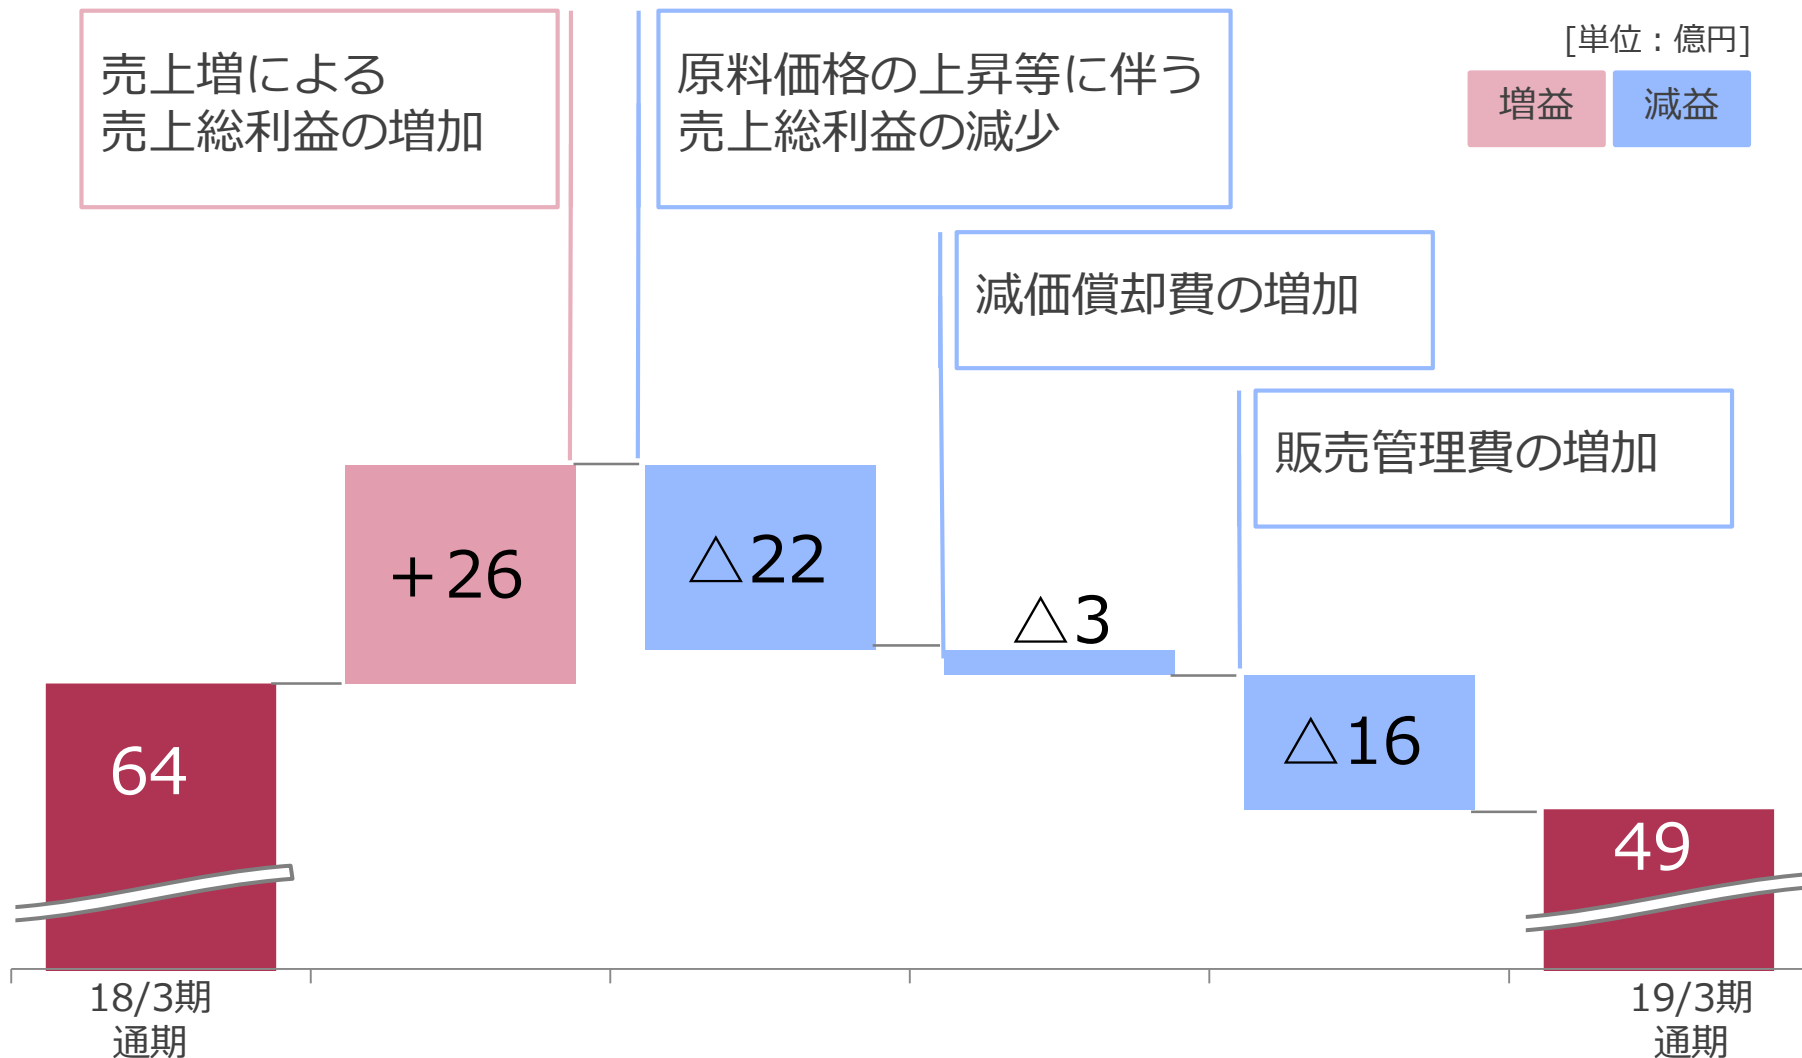 売上増による
売上総利益の増加
原料価格の上昇等に伴う
売上総利益の減少
[単位：億円]
増益
減益
減価償却費の増加
販売管理費の増加
64
＋26
△22
△3
△16
49
18/3期
通期
19/3期
通期